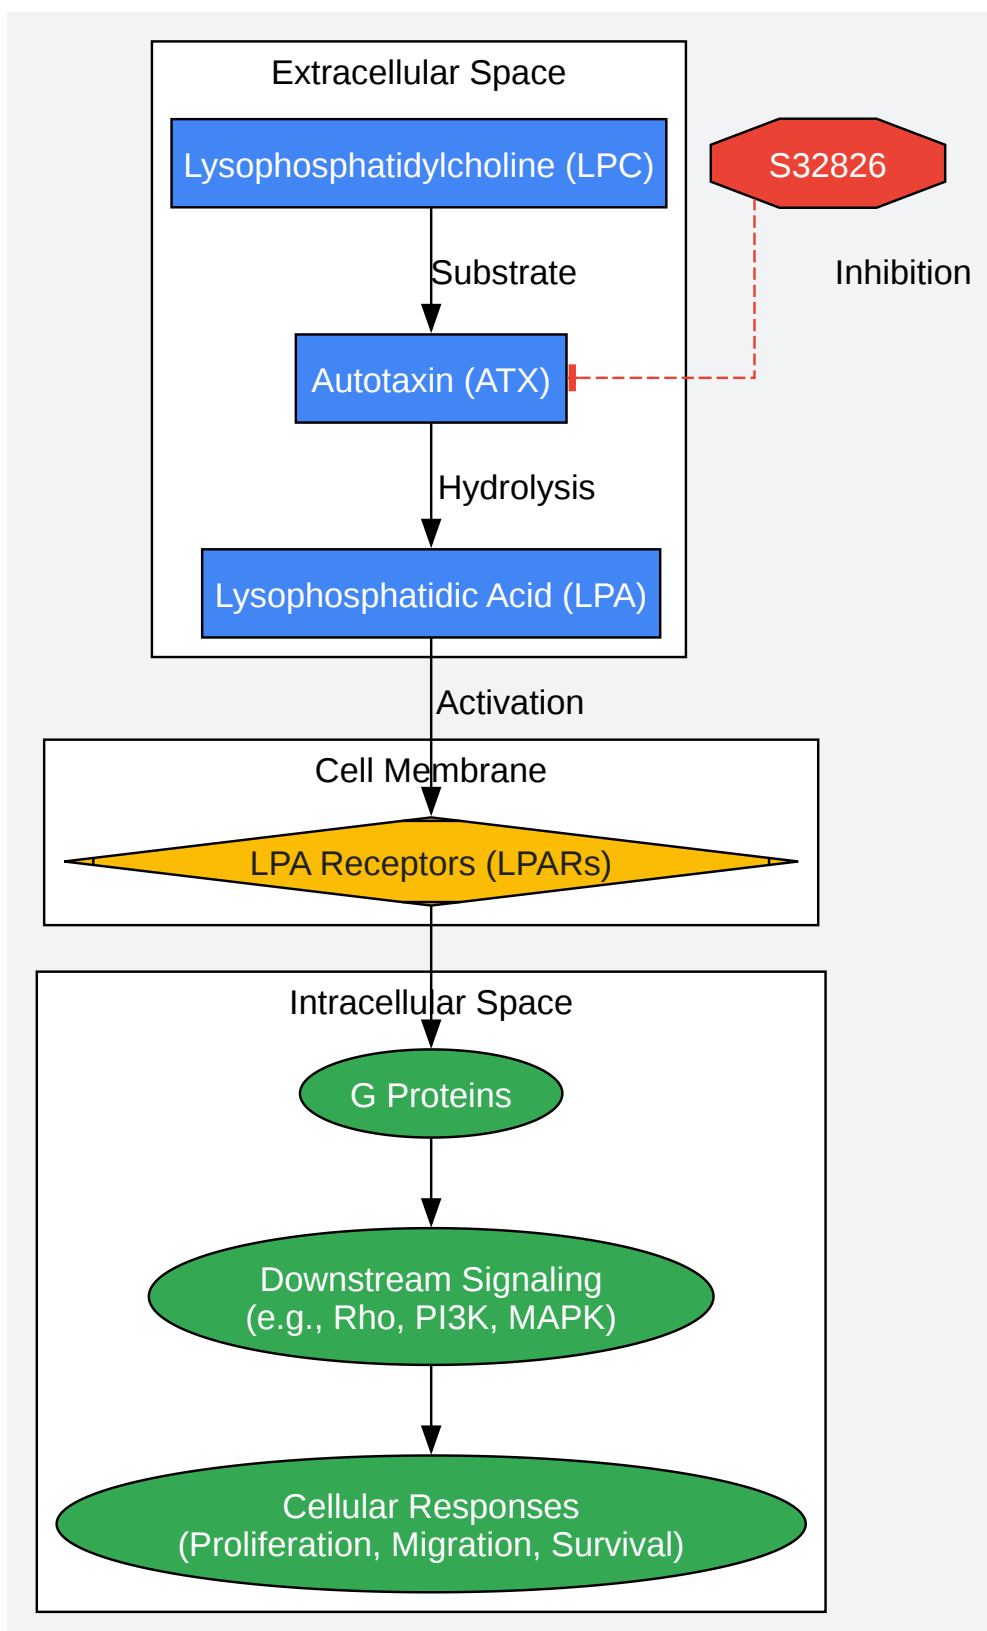 Extracellular Space
Lysophosphatidylcholine (LPC)
S32826
Substrate
Inhibition
Autotaxin (ATX)
Hydrolysis
Lysophosphatidic Acid (LPA)
Activation
Cell Membrane
LPA Receptors (LPARs)
Intracellular Space
G Proteins
Downstream Signaling
(e.g., Rho, PI3K, MAPK)
Cellular Responses
(Proliferation, Migration, Survival)